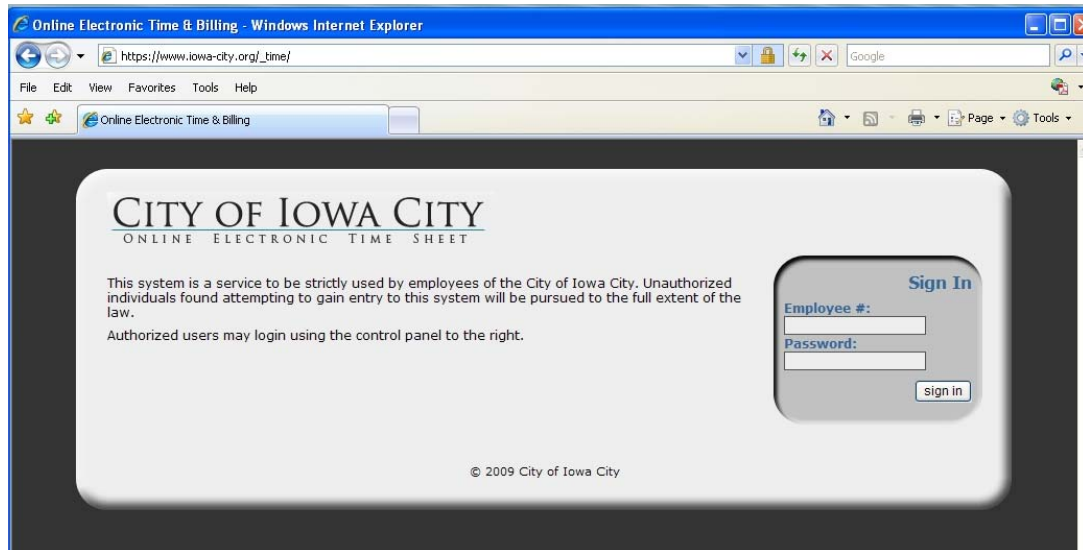 Online Electronic Time & Billing - Windows Internet Explorer
https://www.iowa-city.org/_time/
Google
File Edit View Favorites Tools Help
Online Electronic Time & Billing
Page Tools
CITY OF IOWA CITY
ONLINE ELECTRONIC TIME SHEET
This system is a service to be strictly used by employees of the City of Iowa City. Unauthorized
individuals found attempting to gain entry to this system will be pursued to the full extent of the
law.
Authorized users may login using the control panel to the right.
Sign In
Employee #:
Password:
sign in
© 2009 City of Iowa City